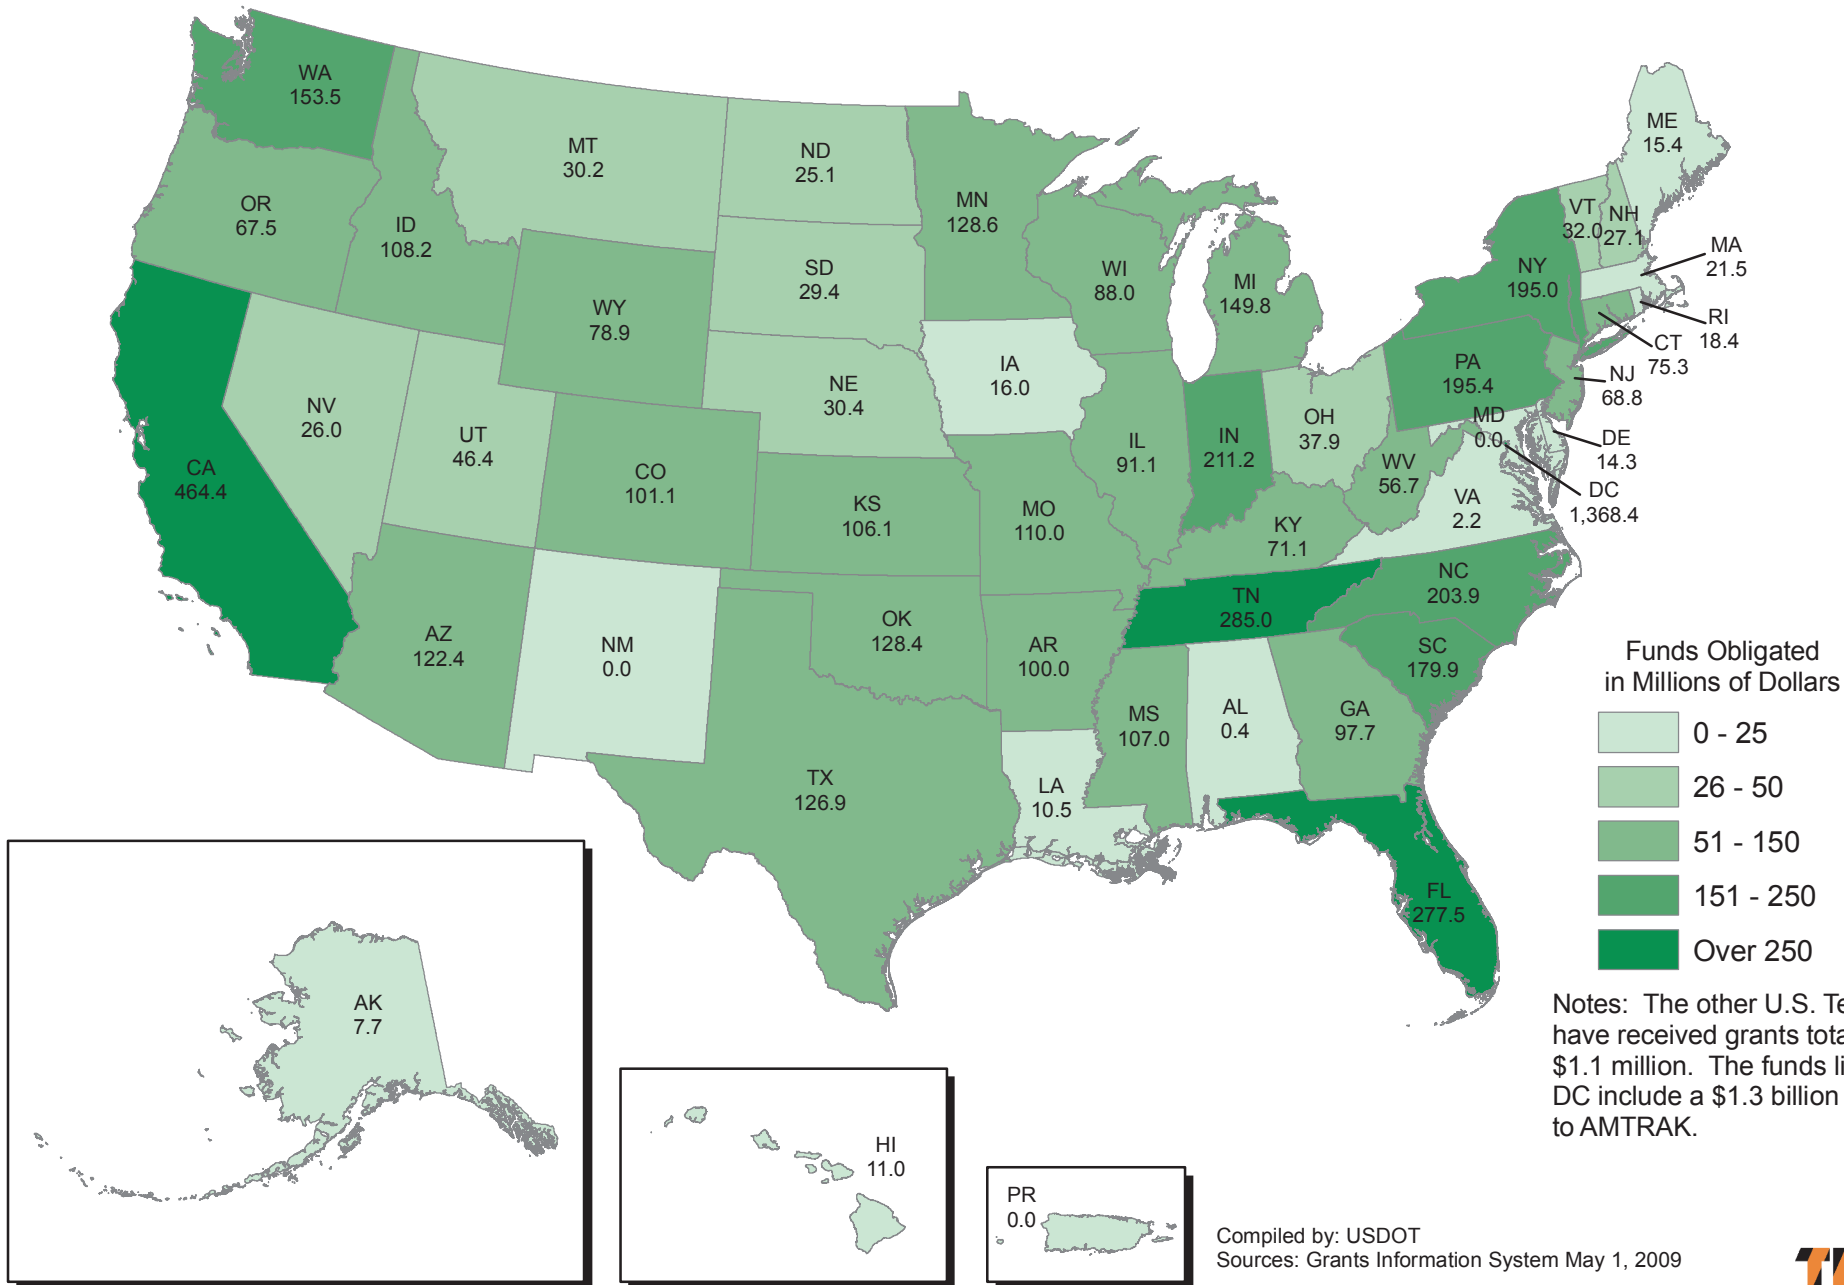 WA
153.5
MT
30.2
ND
25.1
MN
128.6
ME
15.4
OR
67.5
ID
108.2
SD
29.4
WI
88.0
MI
149.8
VT
32.0
NH
27.1
NY
195.0
MA
21.5
RI
18.4
CT
75.3
WY
78.9
NE
30.4
IA
16.0
PA
195.4
NJ
68.8
NV
26.0
UT
46.4
CO
101.1
CA
464.4
KS
106.1
MO
110.0
IL
91.1
IN
211.2
OH
37.9
WV
56.7
MD
0.0
DE
14.3
DC
1,368.4
VA
2.2
KY
71.1
NC
203.9
TN
285.0
AZ
122.4
NM
0.0
OK
128.4
AR
100.0
SC
179.9
MS
107.0
AL
0.4
GA
97.7
TX
126.9
LA
10.5
FL
277.5
AK
7.7
HI
11.0
PR
0.0
Funds Obligated
in Millions of Dollars
0 - 25
26 - 50
51 - 150
151 - 250
Over 250
Notes: The other U.S.
have received grants
$1.1 million. The funds
DC include a $1.3 billion
to AMTRAK.
Compiled by: USDOT
Sources: Grants Information System May 1, 2009